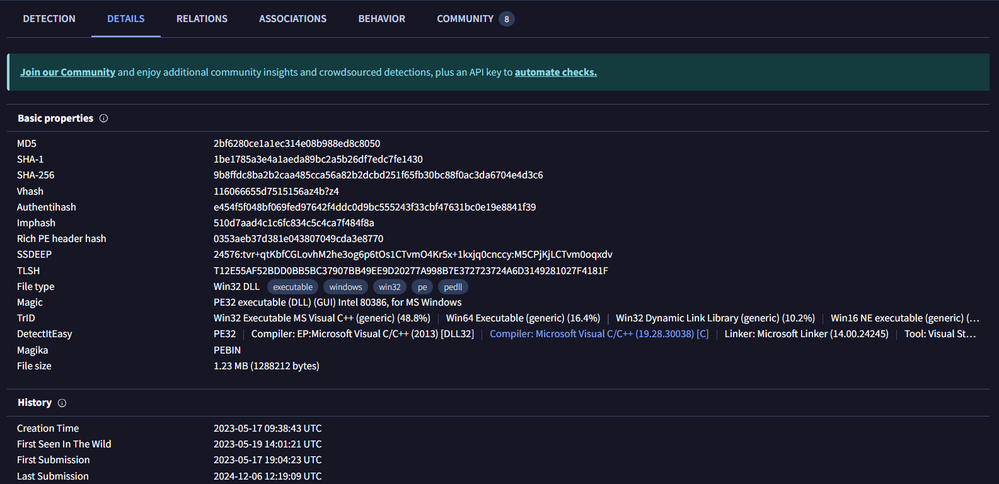 DETECTION DETAILS RELATIONS ASSOCIATIONS BEHAVIOR COMMUNITY 8
Join our Community and enjoy additional community insights and crowdsourced detections, plus an API key to automate checks.
Basic properties
MD5 2bf6280ce1a1ec314e08b988ed8c8050
SHA-1 1be1785a3e4a1aeda89bc2a5b26df7edc7fe1430
SHA-256 9b8ffdc8ba2b2caa485cca56a82b2dcbd251f65fb30bc88f0ac3da6704e4d3c6
Vhash 116066655d7515156az4b?z4
Authentihash e454f5f048bf069fed97642f4ddc0d9bc555243f33cbf47631bc0e19e8841f39
Imphash 510d7aad4c1c6fc834c5c4ca7f484f8a
Rich PE header hash 0353aeb37d381e043807049cda3e8770
SSDEEP 24576:tvr+qtKbfCGLovhM2he3og6p6tOs1CTvmO4Kr5x+1kxjq0cnccy:M5CPjKjLCTvm0oqxdv
TLSH T12E55AF52BDD0BB5BC37907BB49EE9D20277A998B7E372723724A6D3149281027F4181F
File type Win32 DLL executable windows win32 pe pedll
Magic PE32 executable (DLL) (GUI) Intel 80386, for MS Windows
TrID Win32 Executable MS Visual C++ (generic) (48.8%) Win64 Executable (generic) (16.4%) Win32 Dynamic Link Library (generic) (10.2%) Win16 NE executable (generic) (…
DetectItEasy PE32 Compiler: EP:Microsoft Visual C/C++ (2013) [DLL32] Compiler: Microsoft Visual C/C++ (19.28.30038) [C] Linker: Microsoft Linker (14.00.24245) Tool: Visual St…
Magika PEBIN
File size 1.23 MB (1288212 bytes)
History
Creation Time 2023-05-17 09:38:43 UTC
First Seen In The Wild 2023-05-19 14:01:21 UTC
First Submission 2023-05-17 19:04:23 UTC
Last Submission 2024-12-06 12:19:09 UTC